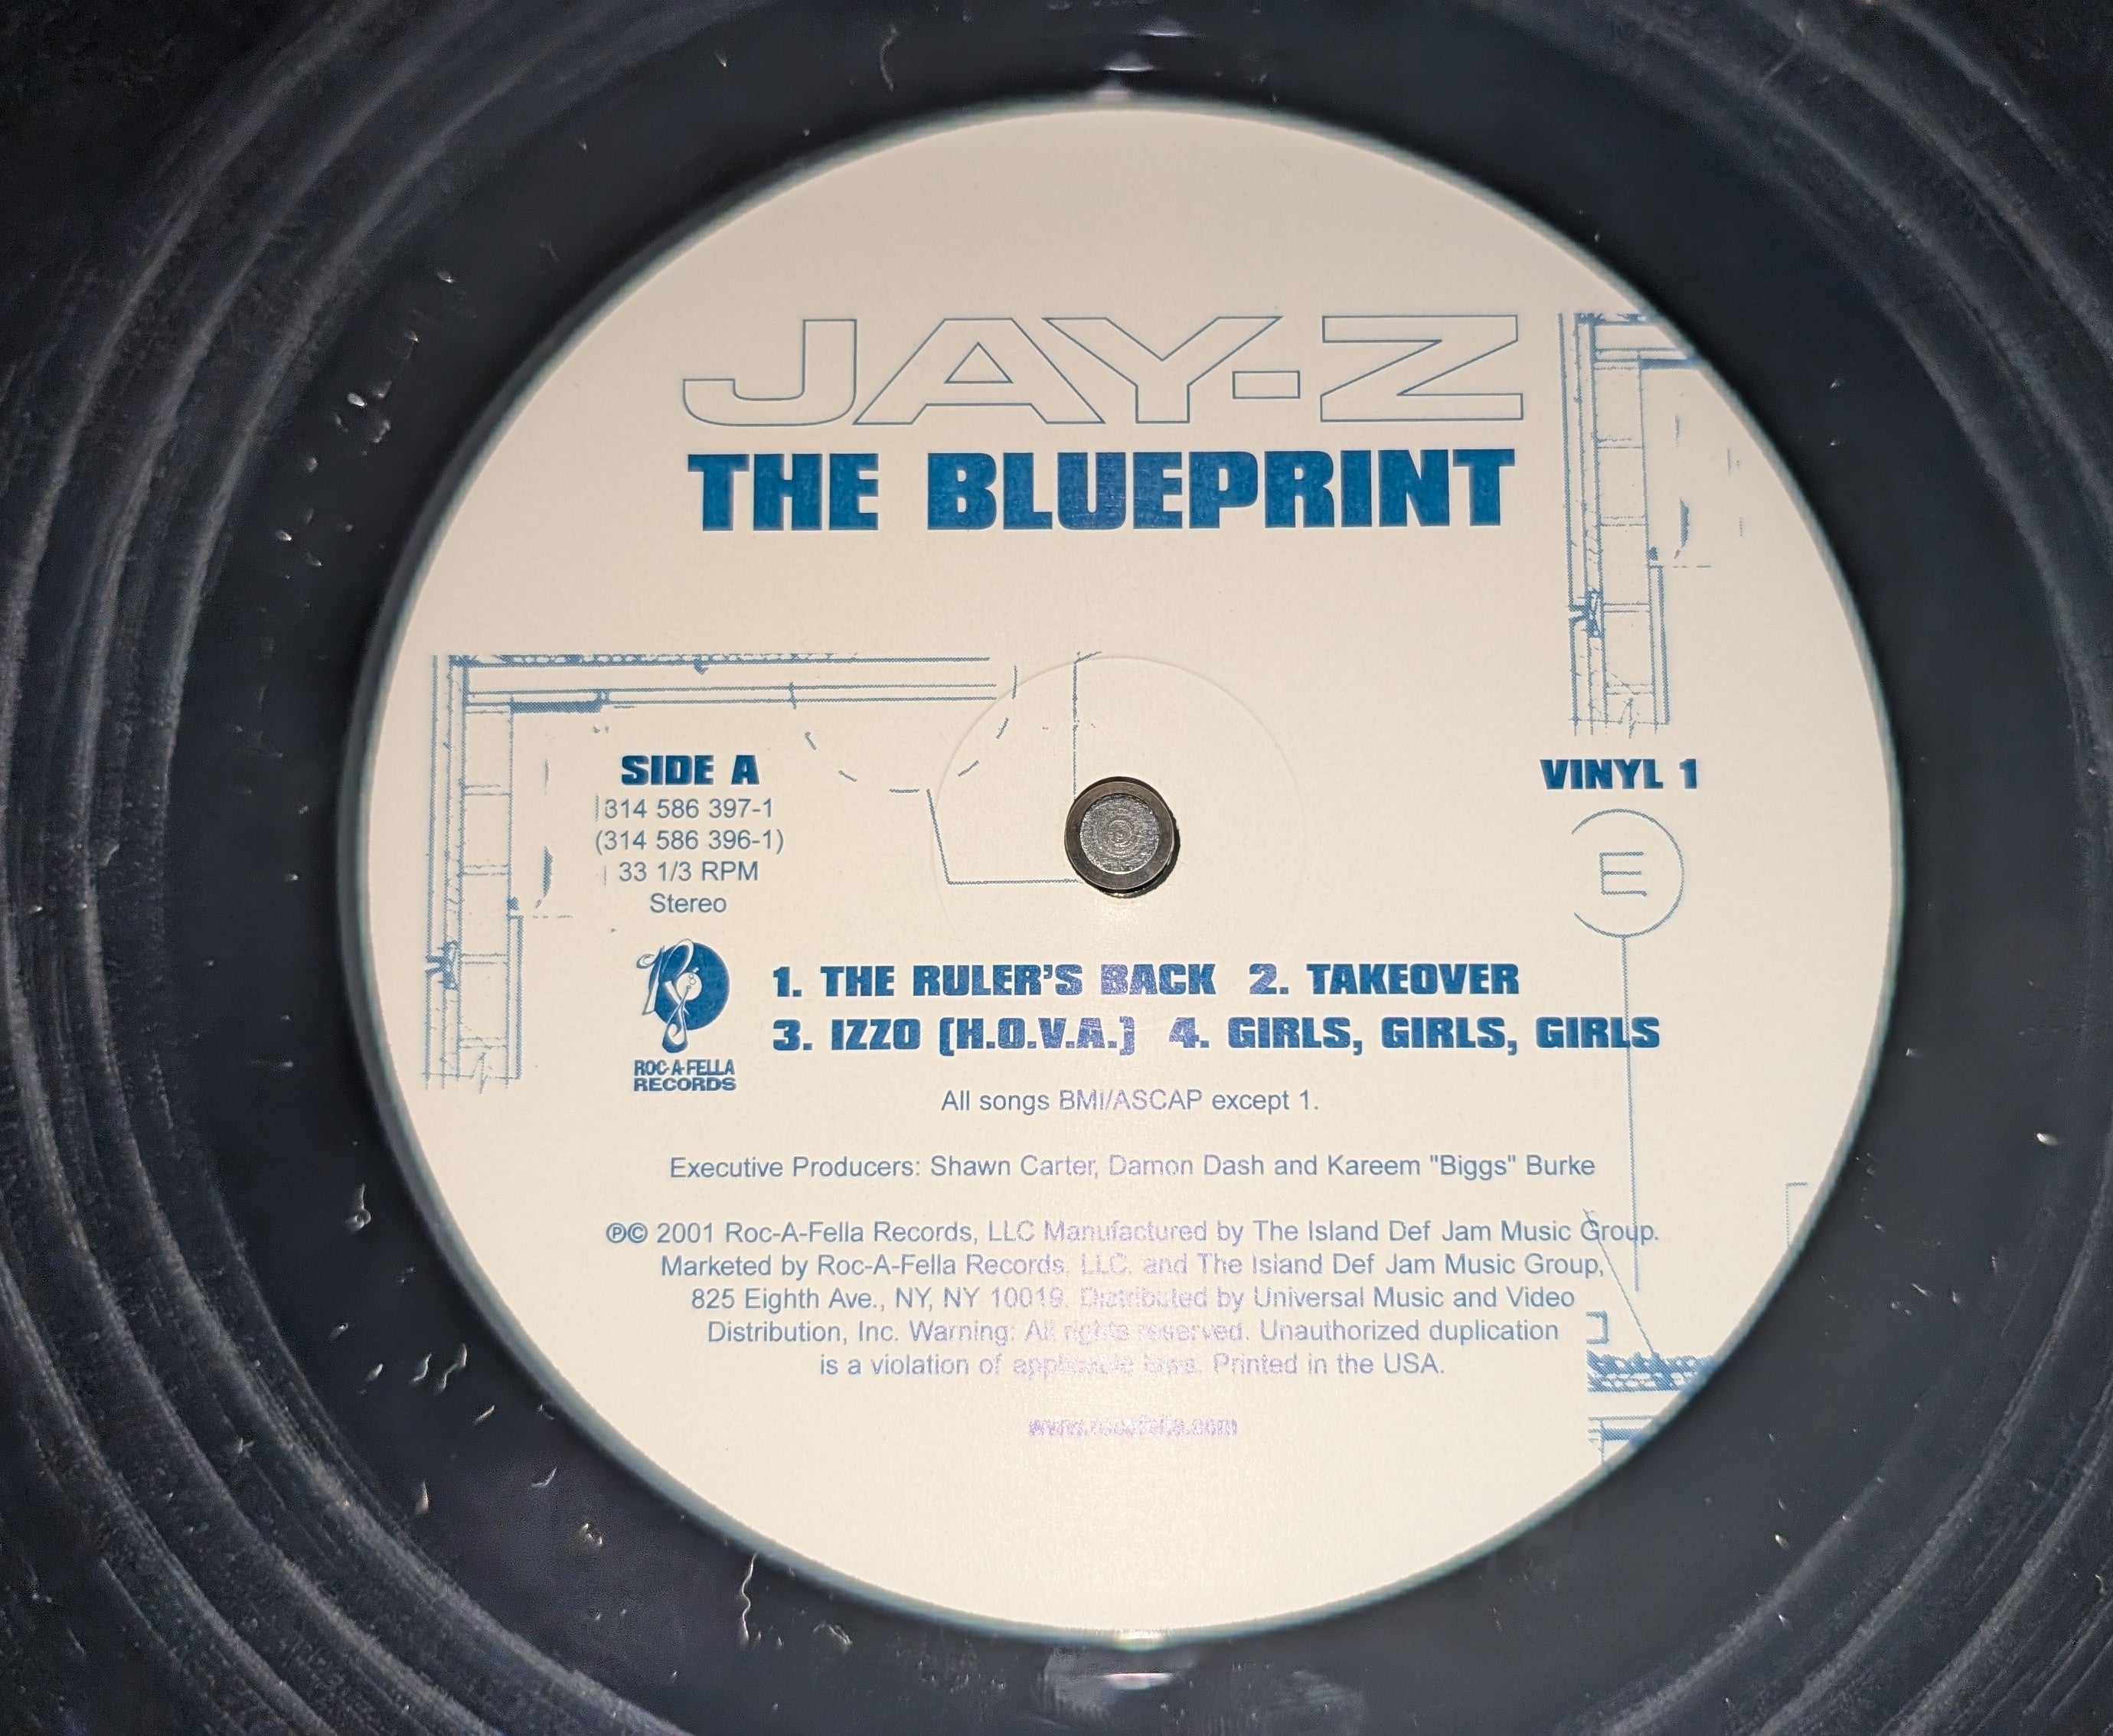 JAY-Z
THE BLUEPRINT
SIDE A
314 586 397-1
(314 586 396-1)
33 1/3 RPM
Stereo
VINYL 1
E
ROC-A-FELLA
RECORDS
1. THE RULER'S BACK 2. TAKEOVER
3. IZZO (H.O.V.A.) 4. GIRLS, GIRLS, GIRLS
All songs BMI/ASCAP except 1.
Executive Producers: Shawn Carter, Damon Dash and Kareem "Biggs" Burke
℗© 2001 Roc-A-Fella Records, LLC Manufactured by The Island Def Jam Music Group.
Marketed by Roc-A-Fella Records, LLC. and The Island Def Jam Music Group,
825 Eighth Ave., NY, NY 10019. Distributed by Universal Music and Video
Distribution, Inc. Warning: All rights reserved. Unauthorized duplication
is a violation of applicable laws. Printed in the USA.
www.rocafella.com